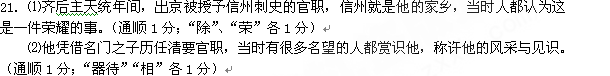 21. (1)齐后主天统年间，出京被授于信州刺史的官职，信州就是他的家乡，当时人都认为这
是一件荣耀的事。（通顺 1 分；“除”、“荣”各 1 分）
(2)他凭借名门之子历任清要官职，当时有很多名望的人都赏识他，称许他的风采与见识。
（通顺 1 分；“器待”“相”各 1 分）